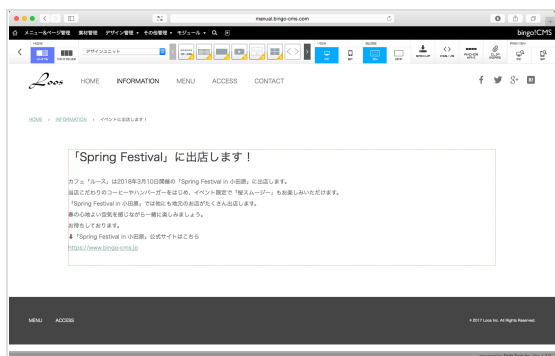 manual.bingo-cms.com
メニュー&ページ管理 素材管理 デザイン管理 その他管理 モジュール
bingo!CMS
デザインユニット
Loos HOME INFORMATION MENU ACCESS CONTACT
HOME > INFORMATION > イベントに出店します!
「Spring Festival」に出店します!
カフェ「ルース」は2018年3月10日開催の「Spring Festival in 小田原」に出店します。
当店こだわりのコーヒーやハンバーガーをはじめ、イベント限定で「桜スムージー」もお楽しみいただけます。
「Spring Festival in 小田原」では他にも地元のお店がたくさん出店します。
春の心地よい空気を感じながら一緒に楽しみましょう。
お待ちしております。
⬇「Spring Festival in 小田原」公式サイトはこちら
https://www.bingo-cms.jp
MENU ACCESS
© 2017 Loos Inc. All Rights Reserved.